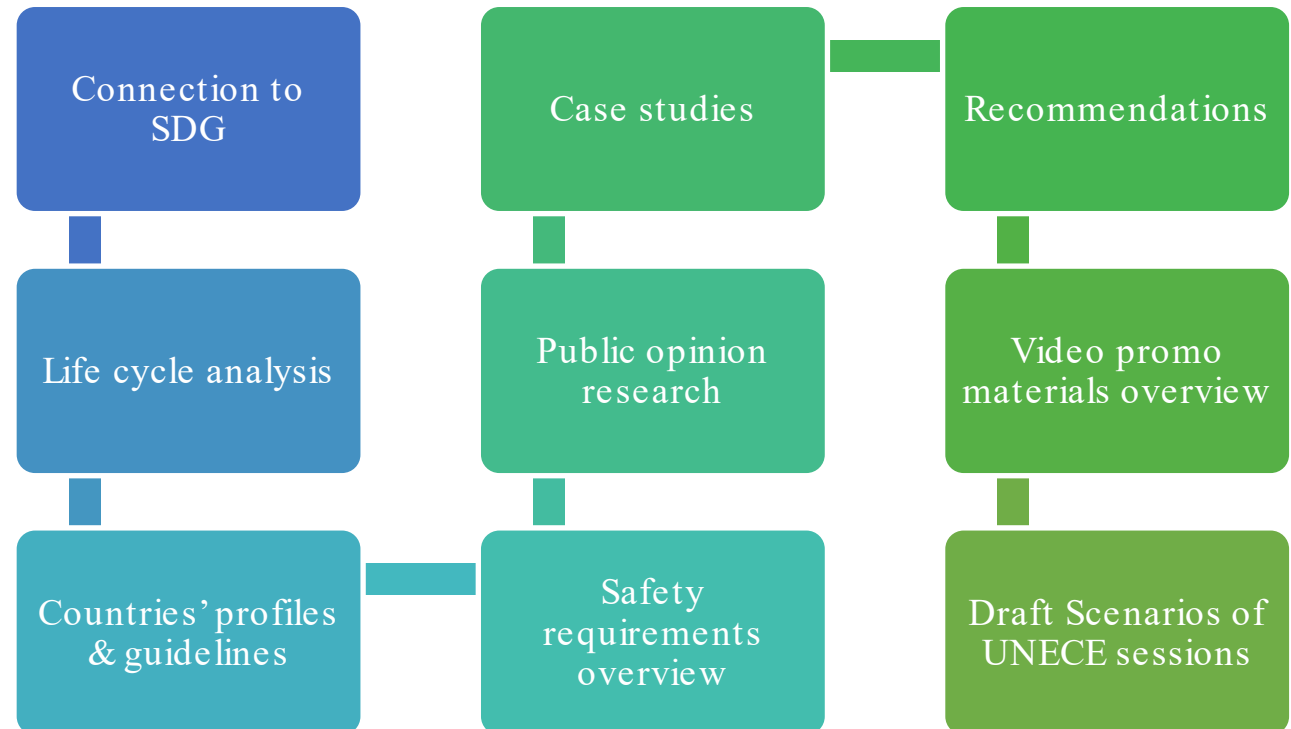 Connection to
SDG
Life cycle analysis
Countries’ profiles
& guidelines
Safety
requirements
overview
Public opinion
research
Case studies
Recommendations
Video promo
materials overview
Draft Scenarios of
UNECE sessions